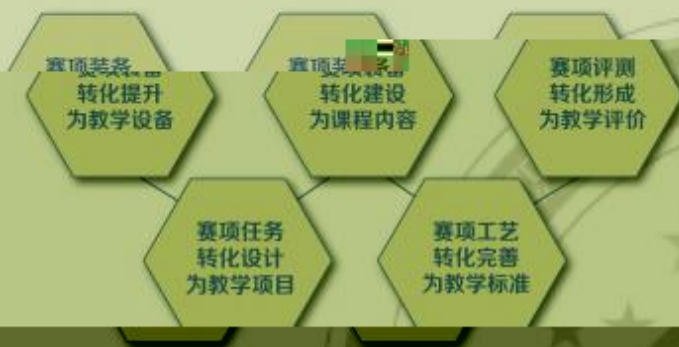 赛项装备
转化提升
为教学设备
赛项装备
转化建设
为课程内容
赛项评测
转化形成
为教学评价
赛项任务
转化设计
为教学项目
赛项工艺
转化完善
为教学标准